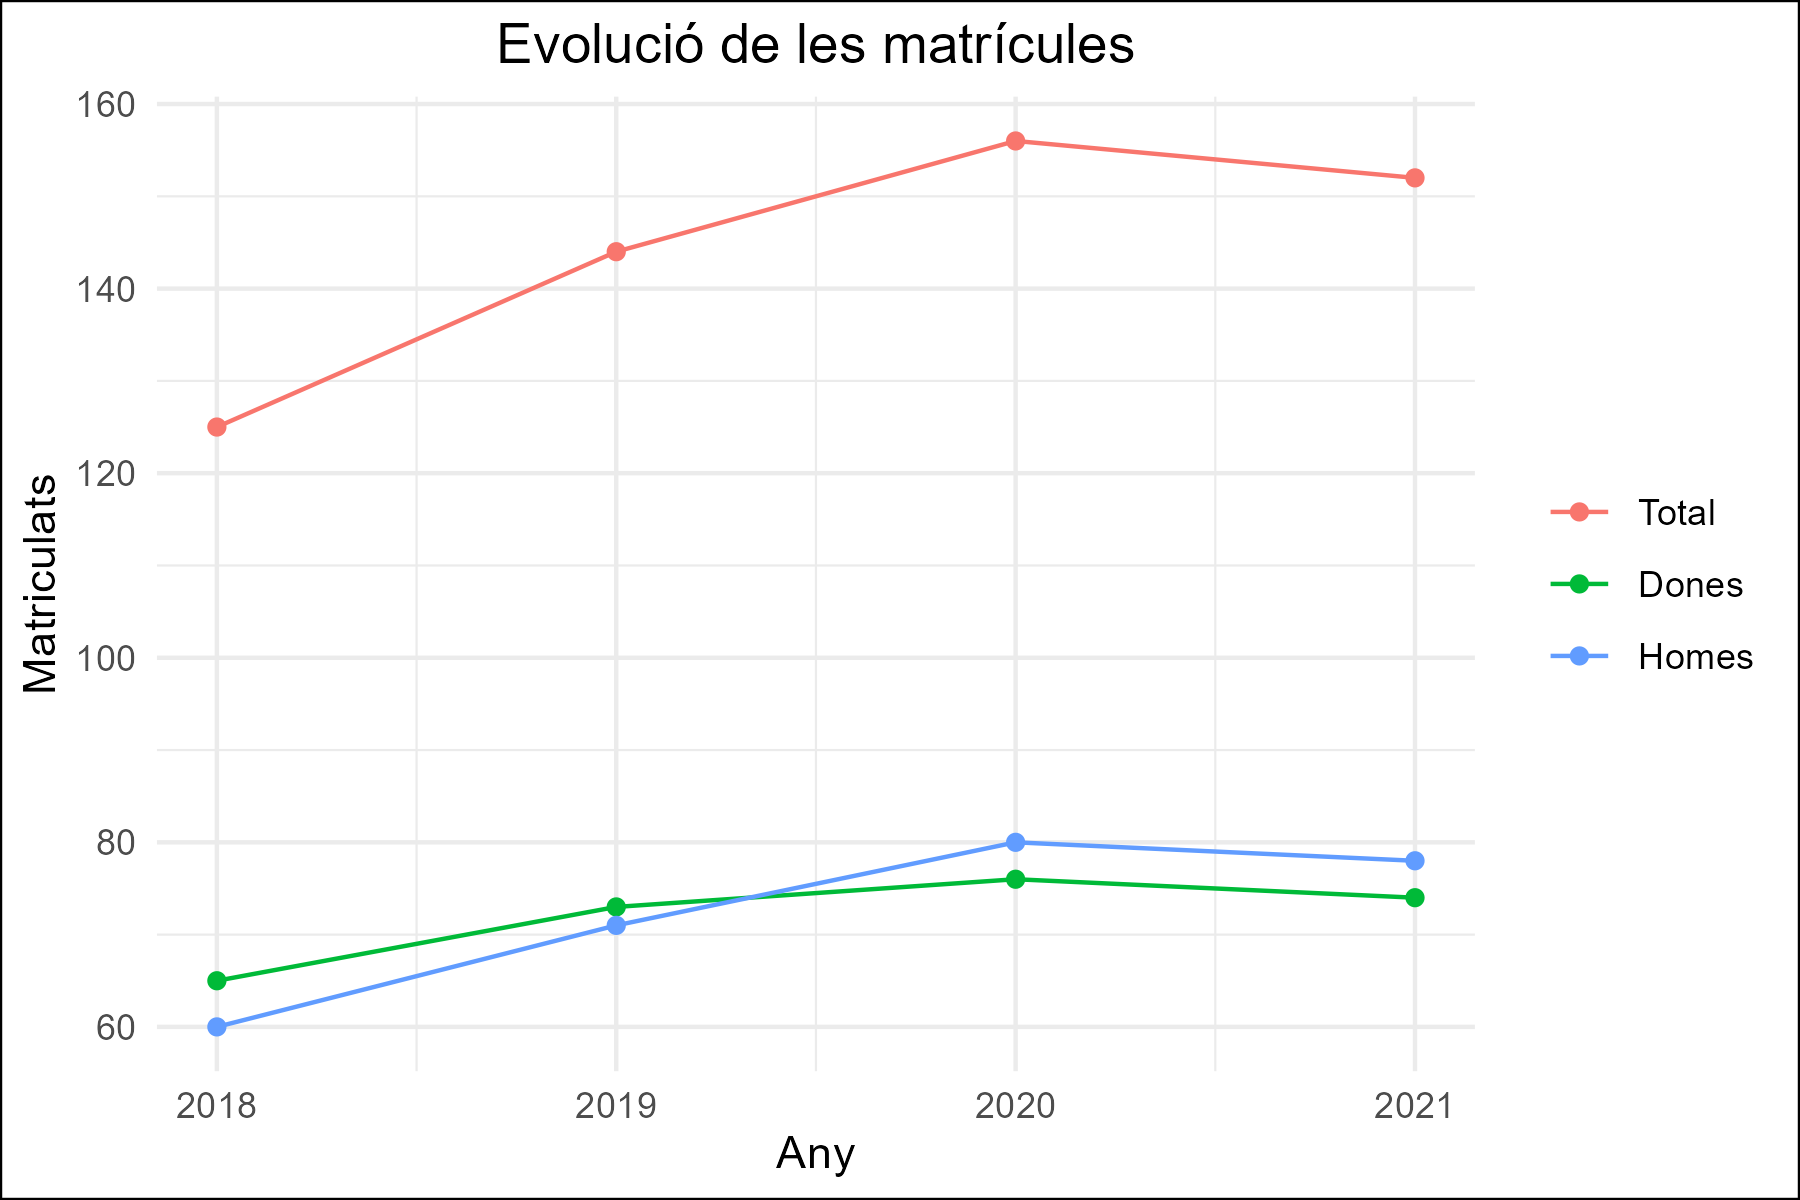 Evolució de les matrícules
160
140
120
100
80
60
Matriculats
2018
2019
2020
2021
Any
Total
Dones
Homes